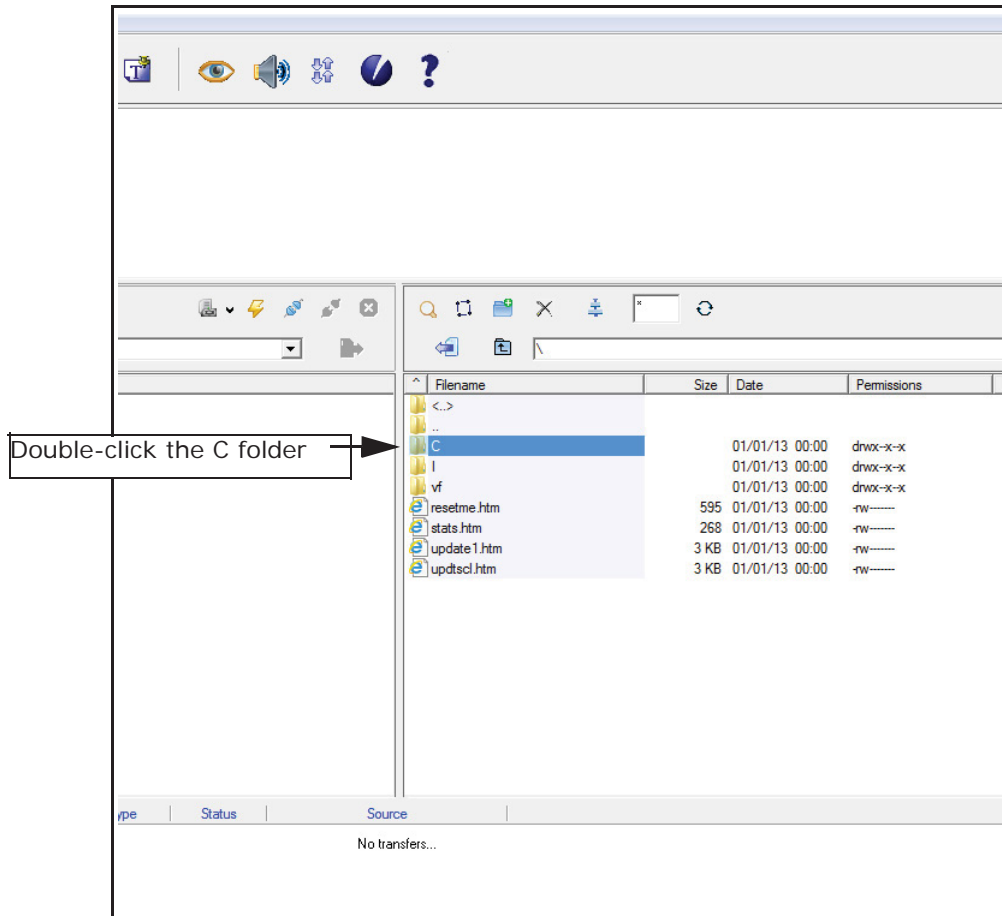 T
?
*
\
^ Filename Size Date Permissions
<..>
..
Double-click the C folder
C 01/01/13 00:00 drwx--x--x
l 01/01/13 00:00 drwx--x--x
vf 01/01/13 00:00 drwx--x--x
resetme.htm 595 01/01/13 00:00 -rw-------
stats.htm 268 01/01/13 00:00 -rw-------
update1.htm 3 KB 01/01/13 00:00 -rw-------
updtscl.htm 3 KB 01/01/13 00:00 -rw-------
ype Status Source
No transfers...